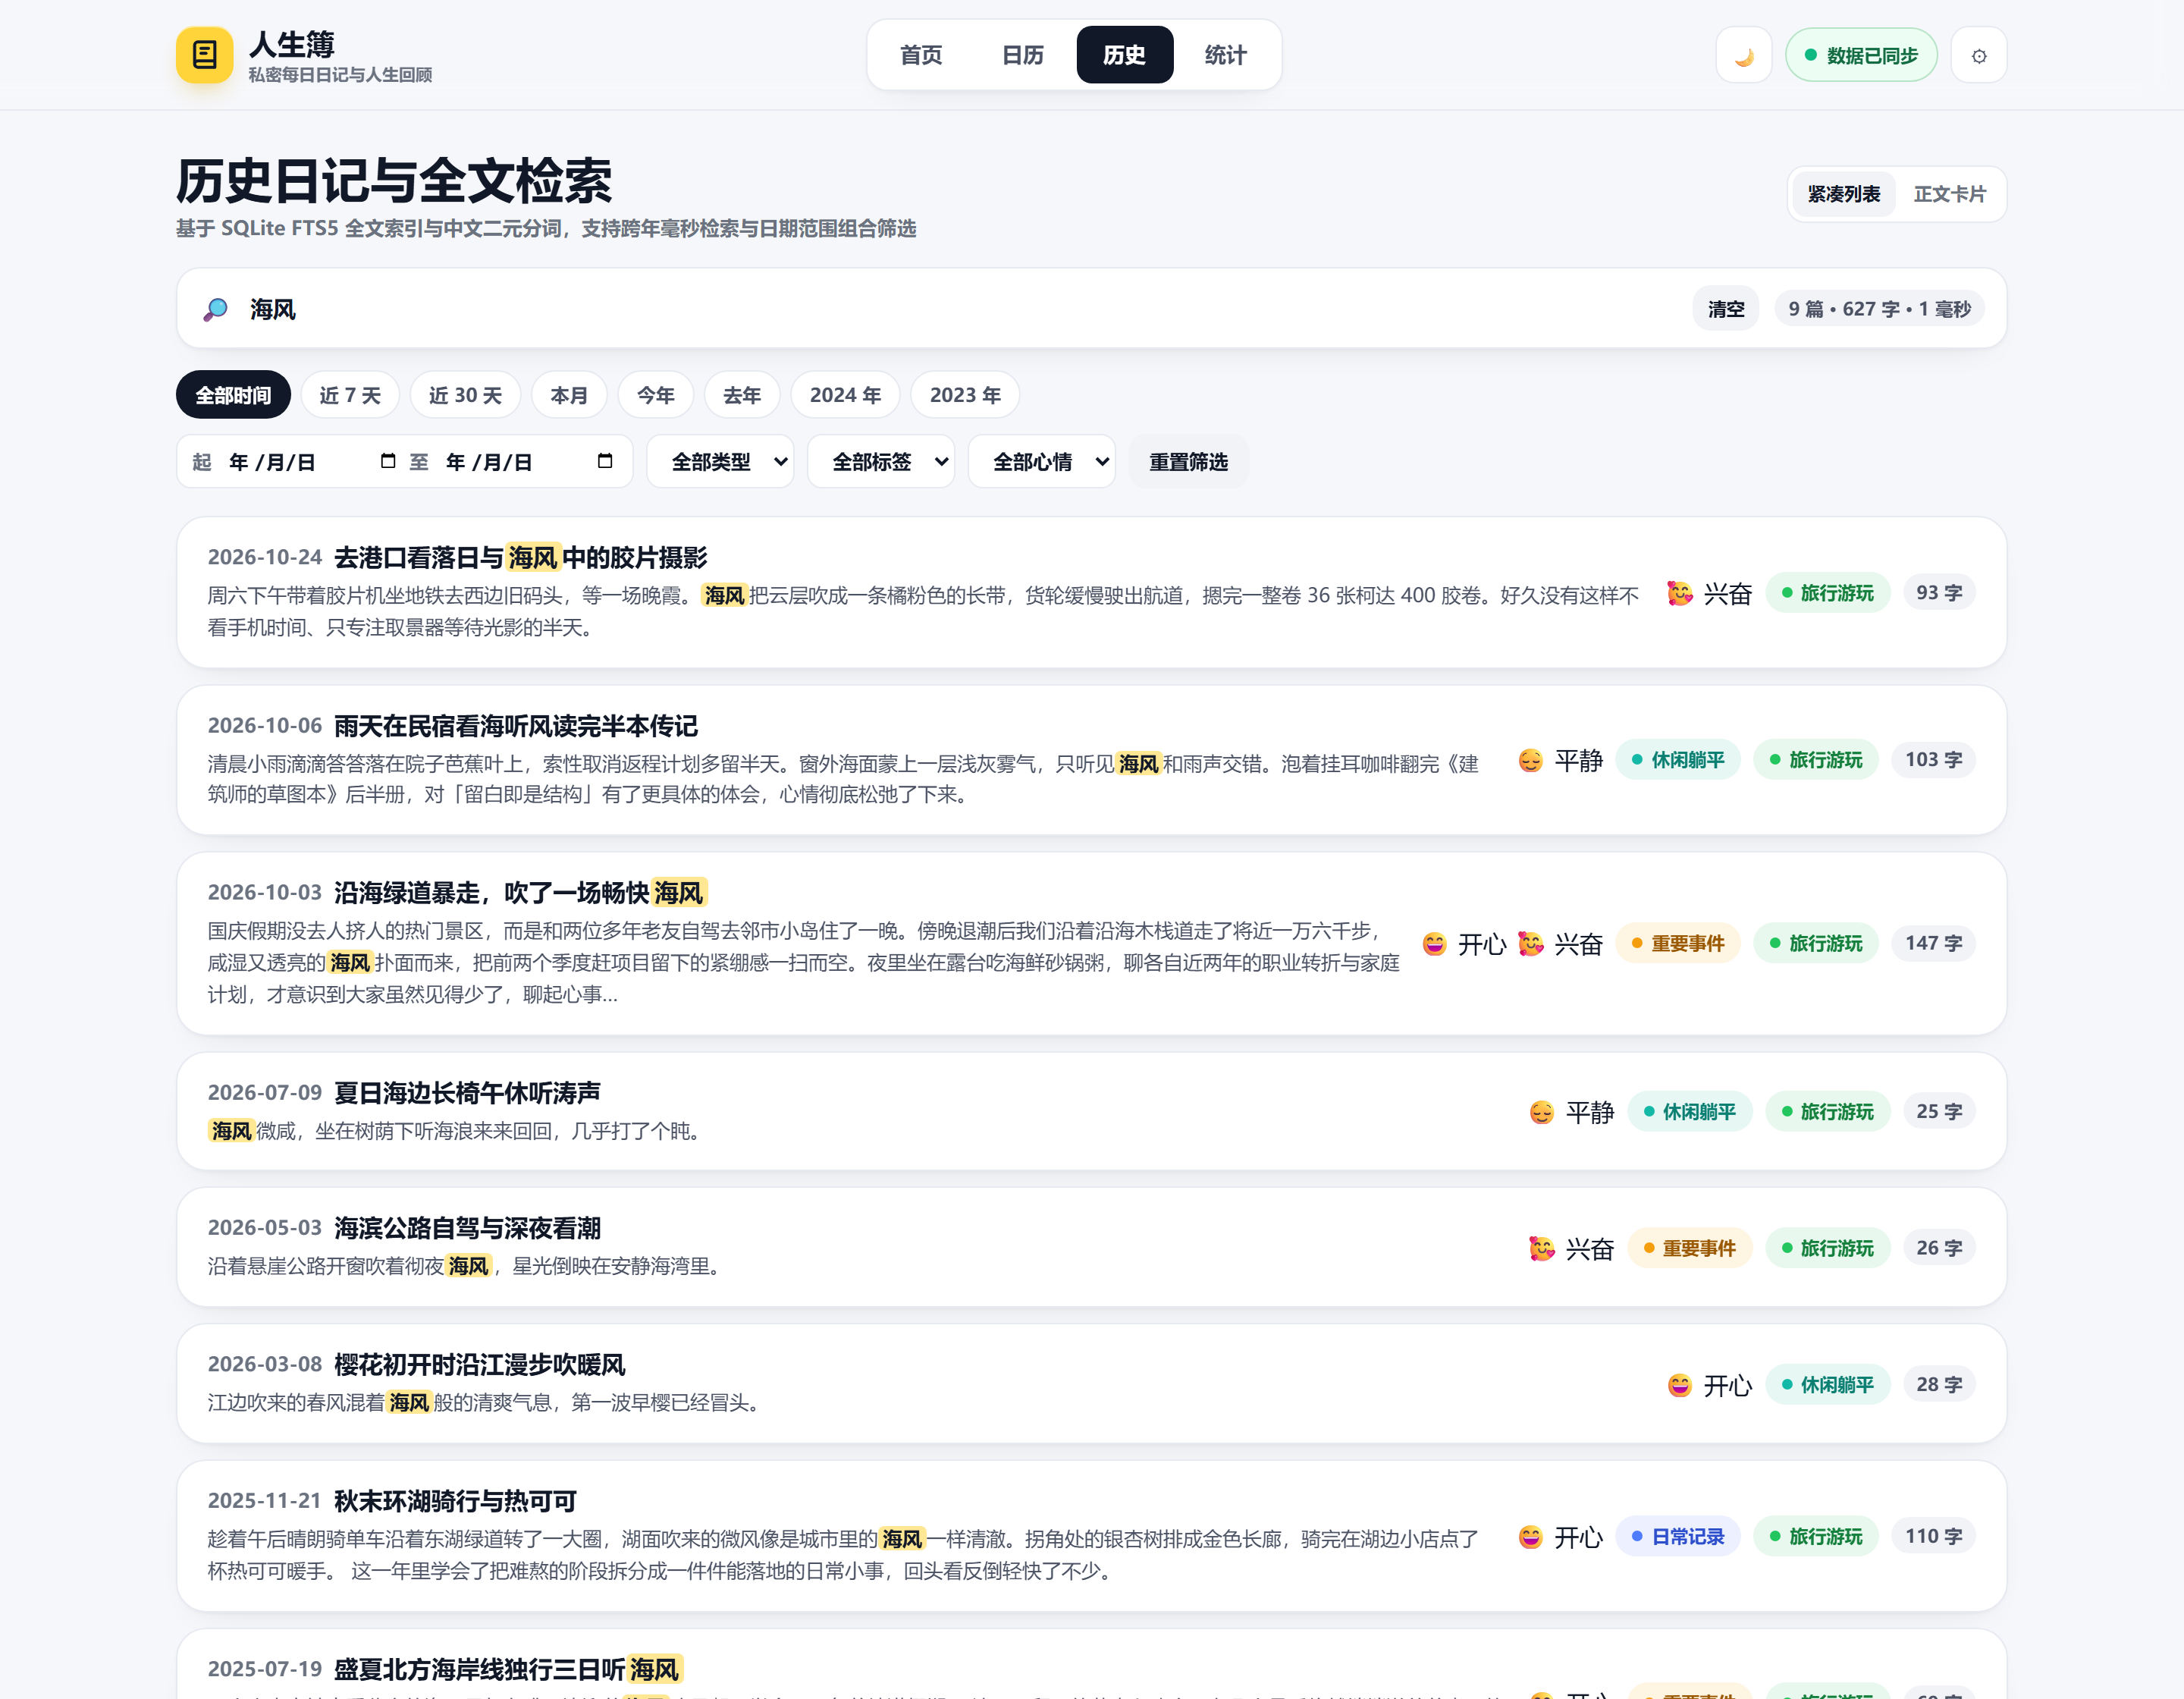 人生簿
私密每日日记与人生回顾
首页 日历 历史 统计
数据已同步
历史日记与全文检索
基于 SQLite FTS5 全文索引与中文二元分词，支持跨年毫秒检索与日期范围组合筛选
紧凑列表 正文卡片
海风
清空 9 篇 • 627 字 • 1 毫秒
全部时间 近 7 天 近 30 天 本月 今年 去年 2024 年 2023 年
起 年 /月/日 至 年 /月/日 全部类型 全部标签 全部心情 重置筛选
2026-10-24 去港口看落日与海风中的胶片摄影
周六下午带着胶片机坐地铁去西边旧码头，等一场晚霞。海风把云层吹成一条橘粉色的长带，货轮缓慢驶出航道，摁完一整卷 36 张柯达 400 胶卷。好久没有这样不
看手机时间、只专注取景器等待光影的半天。
兴奋 旅行游玩 93 字
2026-10-06 雨天在民宿看海听风读完半本传记
清晨小雨滴滴答答落在院子芭蕉叶上，索性取消返程计划多留半天。窗外海面蒙上一层浅灰雾气，只听见海风和雨声交错。泡着挂耳咖啡翻完《建
筑师的草图本》后半册，对「留白即是结构」有了更具体的体会，心情彻底松弛了下来。
平静 休闲躺平 旅行游玩 103 字
2026-10-03 沿海绿道暴走，吹了一场畅快海风
国庆假期没去人挤人的热门景区，而是和两位多年老友自驾去邻市小岛住了一晚。傍晚退潮后我们沿着沿海木栈道走了将近一万六千步，
咸湿又透亮的海风扑面而来，把前两个季度赶项目留下的紧绷感一扫而空。夜里坐在露台吃海鲜砂锅粥，聊各自近两年的职业转折与家庭
计划，才意识到大家虽然见得少了，聊起心事...
开心 兴奋 重要事件 旅行游玩 147 字
2026-07-09 夏日海边长椅午休听涛声
海风微咸，坐在树荫下听海浪来来回回，几乎打了个盹。
平静 休闲躺平 旅行游玩 25 字
2026-05-03 海滨公路自驾与深夜看潮
沿着悬崖公路开窗吹着彻夜海风，星光倒映在安静海湾里。
兴奋 重要事件 旅行游玩 26 字
2026-03-08 樱花初开时沿江漫步吹暖风
江边吹来的春风混着海风般的清爽气息，第一波早樱已经冒头。
开心 休闲躺平 28 字
2025-11-21 秋末环湖骑行与热可可
趁着午后晴朗骑单车沿着东湖绿道转了一大圈，湖面吹来的微风像是城市里的海风一样清澈。拐角处的银杏树排成金色长廊，骑完在湖边小店点了
杯热可可暖手。 这一年里学会了把难熬的阶段拆分成一件件能落地的日常小事，回头看反倒轻快了不少。
开心 日常记录 旅行游玩 110 字
2025-07-19 盛夏北方海岸线独行三日听海风